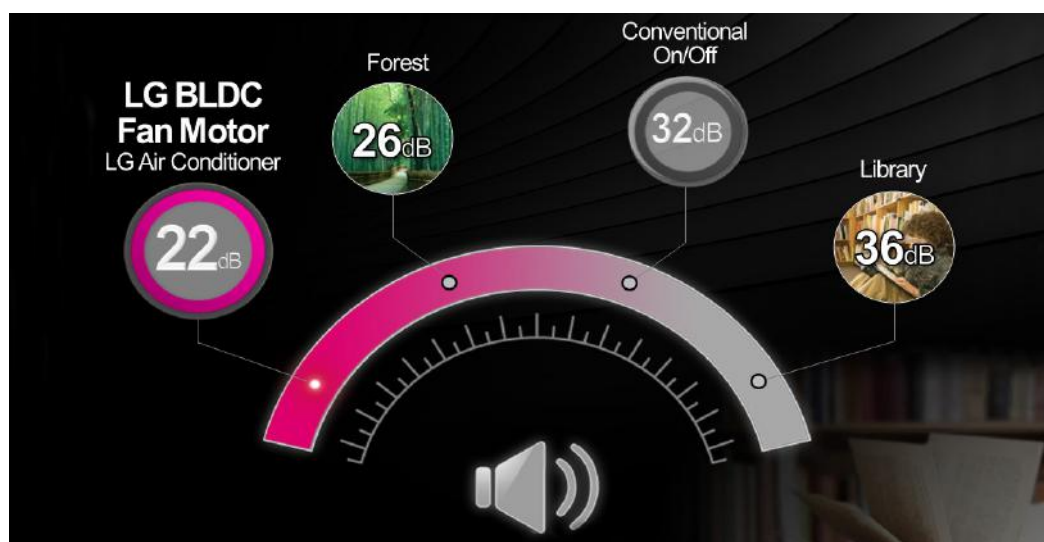 LG BLDC
Fan Motor
LG Air Conditioner
22dB
Forest
26dB
Conventional
On/Off
32dB
Library
36dB